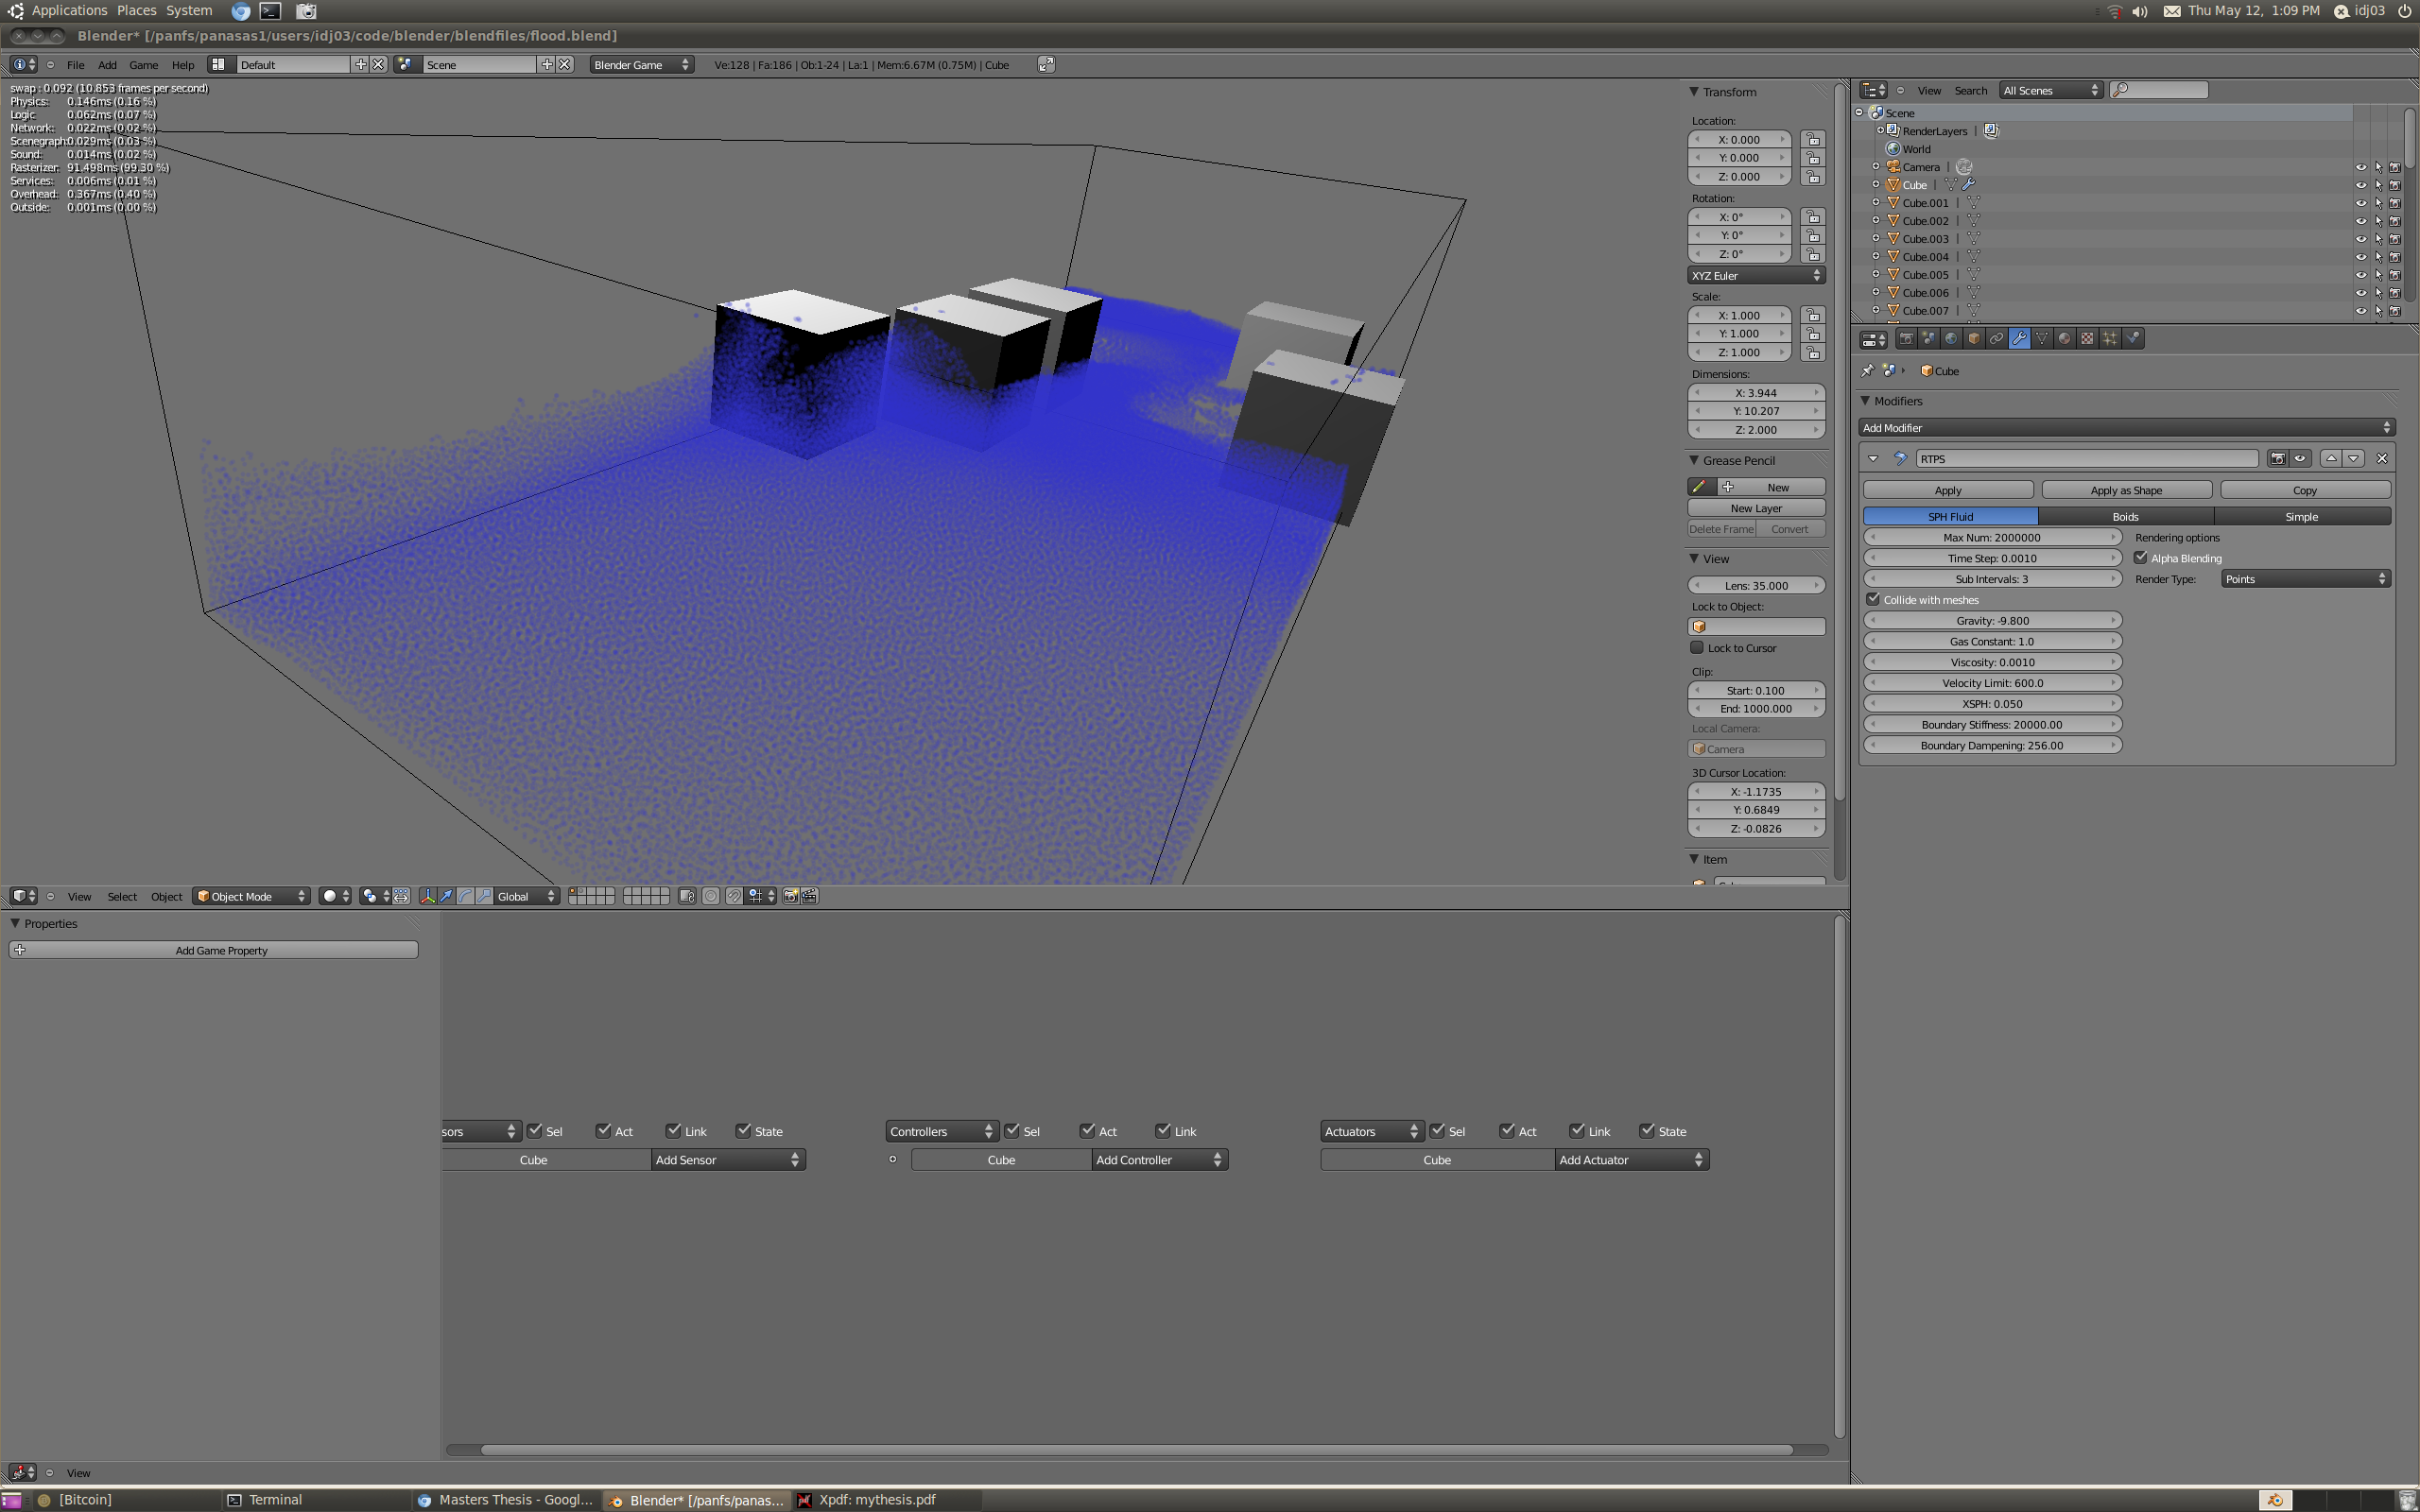 Applications Places System
Thu May 12, 1:09 PM idj03
Blender* [/panfs/panasas1/users/idj03/code/blender/blendfiles/flood.blend]
File Add Game Help Default Scene Blender Game Ve:128 | Fa:186 | Ob:1-24 | La:1 | Mem:6.67M (0.75M) | Cube
swap : 0.092 (10.853 frames per second)
Physics: 0.146ms (0.16 %)
Logic: 0.062ms (0.07 %)
Network: 0.022ms (0.02 %)
Scenegraph: 0.029ms (0.03 %)
Sound: 0.014ms (0.02 %)
Rasterizer: 91.498ms (99.30 %)
Services: 0.006ms (0.01 %)
Overhead: 0.367ms (0.40 %)
Outside: 0.001ms (0.00 %)
Transform
Location:
X: 0.000
Y: 0.000
Z: 0.000
Rotation:
X: 0°
Y: 0°
Z: 0°
XYZ Euler
Scale:
X: 1.000
Y: 1.000
Z: 1.000
Dimensions:
X: 3.944
Y: 10.207
Z: 2.000
Grease Pencil
New
New Layer
Delete Frame Convert
View
Lens: 35.000
Lock to Object:
Lock to Cursor
Clip:
Start: 0.100
End: 1000.000
Local Camera:
Camera
3D Cursor Location:
X: -1.1735
Y: 0.6849
Z: -0.0826
Item
View Search All Scenes
Scene
RenderLayers |
World
Camera |
Cube |
Cube.001 |
Cube.002 |
Cube.003 |
Cube.004 |
Cube.005 |
Cube.006 |
Cube.007 |
Cube
Modifiers
Add Modifier
RTPS
Apply Apply as Shape Copy
SPH Fluid Boids Simple
Max Num: 2000000 Rendering options
Time Step: 0.0010 Alpha Blending
Sub Intervals: 3 Render Type: Points
Collide with meshes
Gravity: -9.800
Gas Constant: 1.0
Viscosity: 0.0010
Velocity Limit: 600.0
XSPH: 0.050
Boundary Stiffness: 20000.00
Boundary Dampening: 256.00
View Select Object Object Mode Global
Properties
Add Game Property
sors Sel Act Link State Controllers Sel Act Link Actuators Sel Act Link State
Cube Add Sensor Cube Add Controller Cube Add Actuator
View
[Bitcoin] Terminal Masters Thesis - Googl... Blender* [/panfs/panas... Xpdf: mythesis.pdf